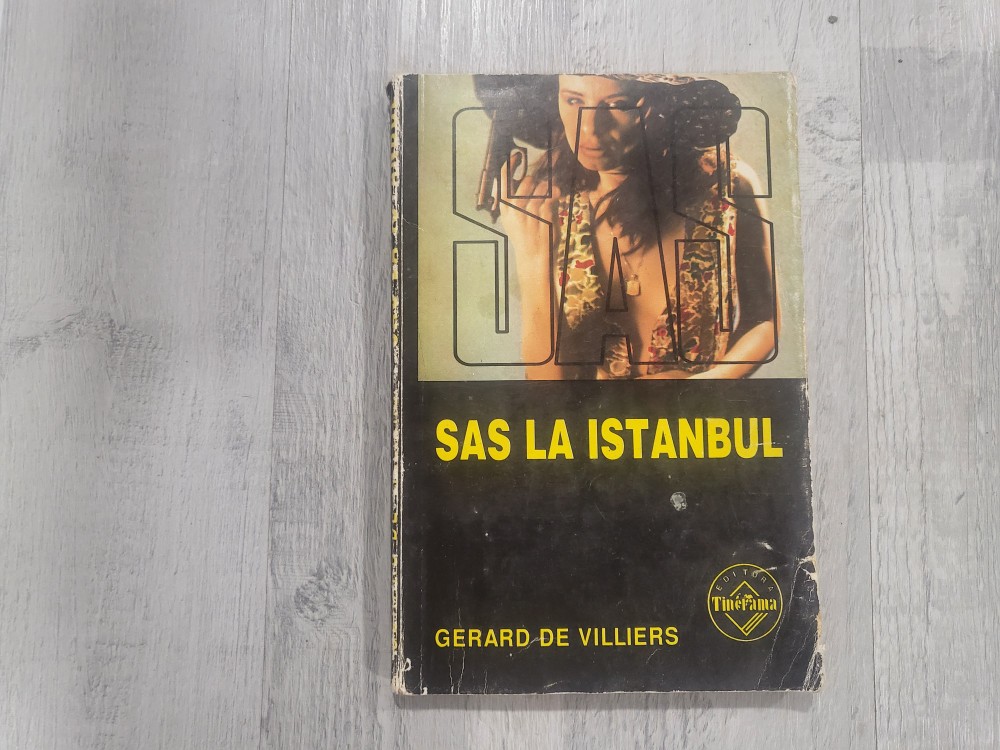 SAS
SAS LA ISTANBUL
EDITURA
Tinerama
GERARD DE VILLIERS